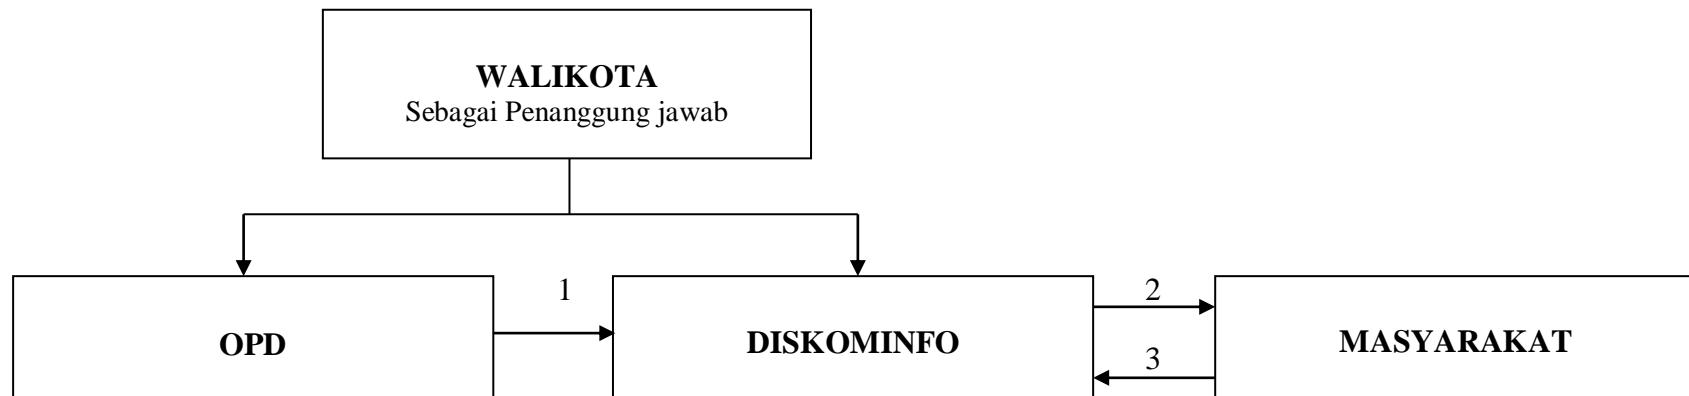 WALIKOTA
Sebagai Penanggung jawab
1
2
OPD
DISKOMINFO
MASYARAKAT
3